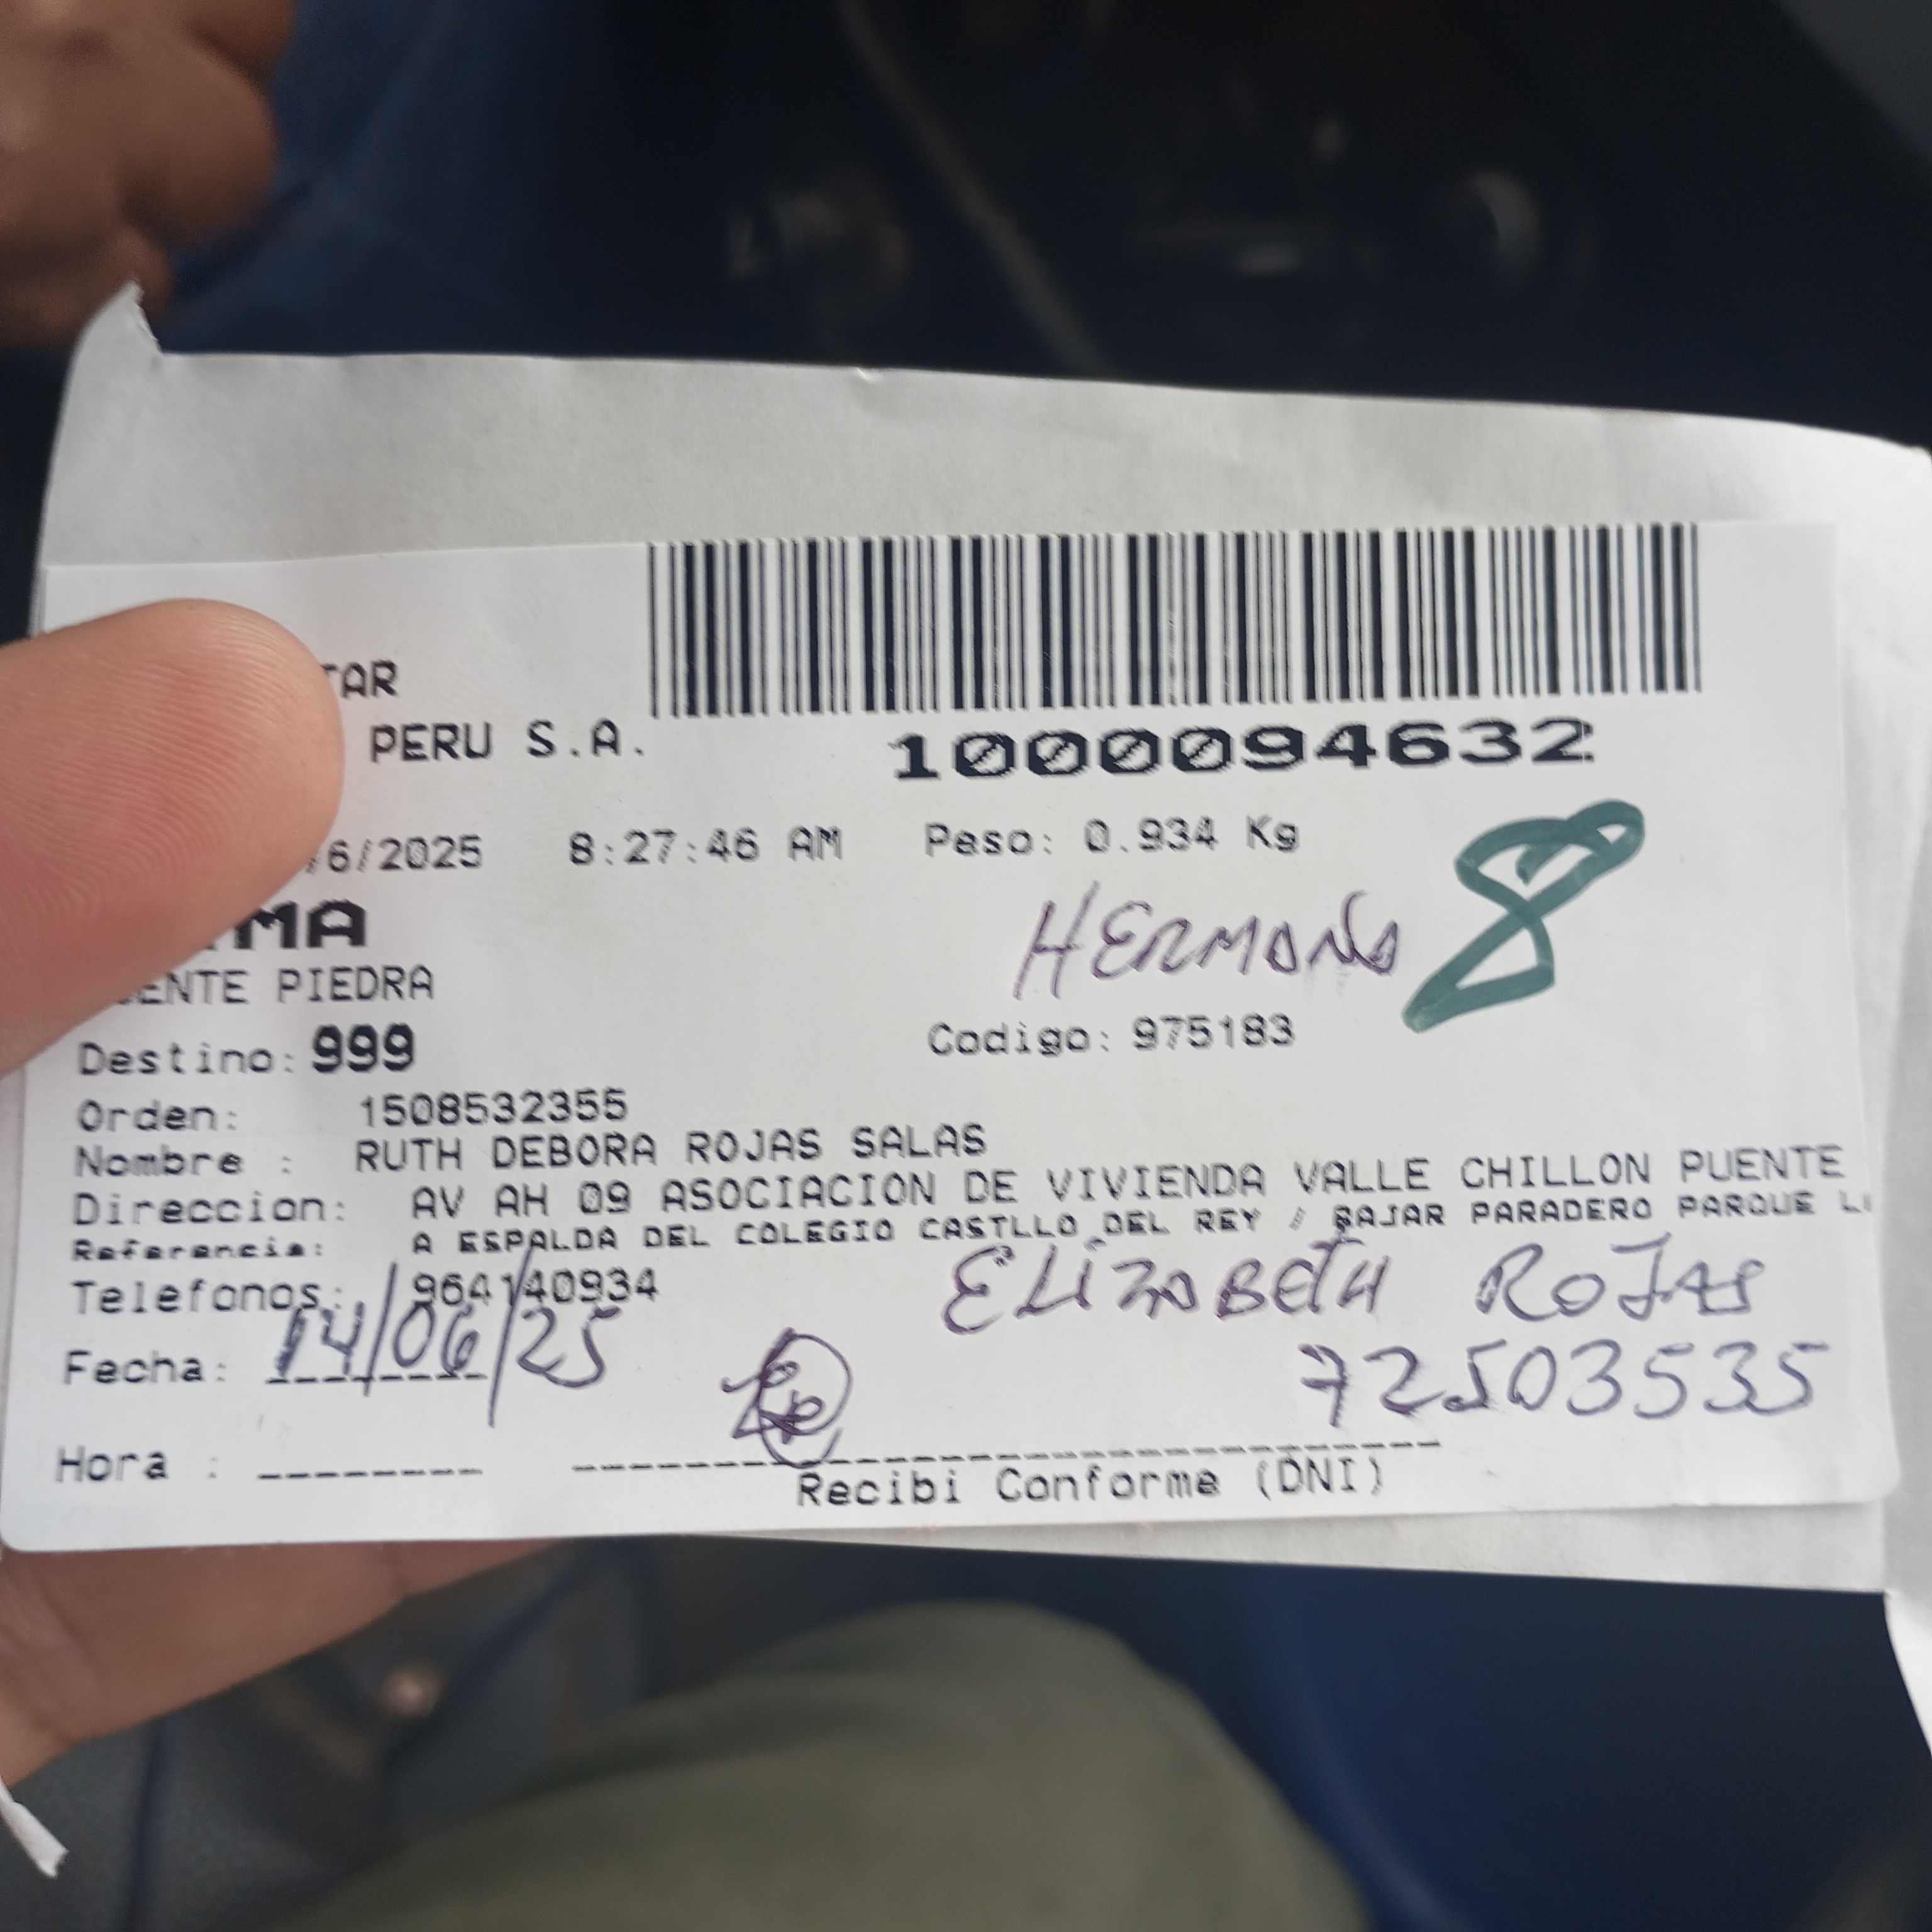 TAR
PERU S.A.
1000094632
/6/2025 8:27:46 AM Peso: 0.934 Kg
MA
HERMANO 8
ENTE PIEDRA
Destino: 999
Codigo: 975183
Orden: 1508532355
Nombre : RUTH DEBORA ROJAS SALAS
Direccion: AV AH 09 ASOCIACION DE VIVIENDA VALLE CHILLON PUENTE
Referencia: A ESPALDA DEL COLEGIO CASTLLO DEL REY / BAJAR PARADERO PARQUE
Telefonos: 964140934
ELIZABETH ROJAS
Fecha: 14/06/25
72503535
Hora :
Recibi Conforme (DNI)